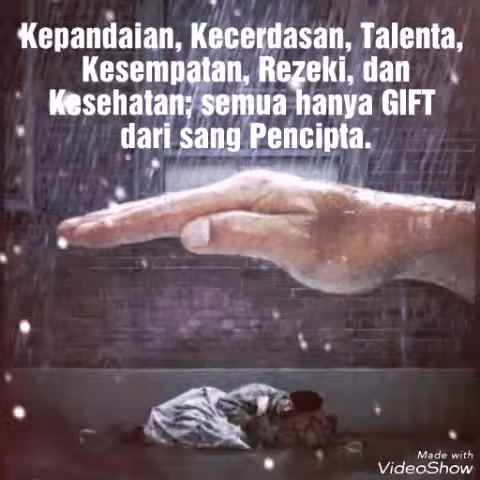 Kepandaian, Kecerdasan, Talenta,
Kesempatan, Rezeki, dan
Kesehatan; semua hanya GIFT
dari sang Pencipta.
Made with
VideoShow